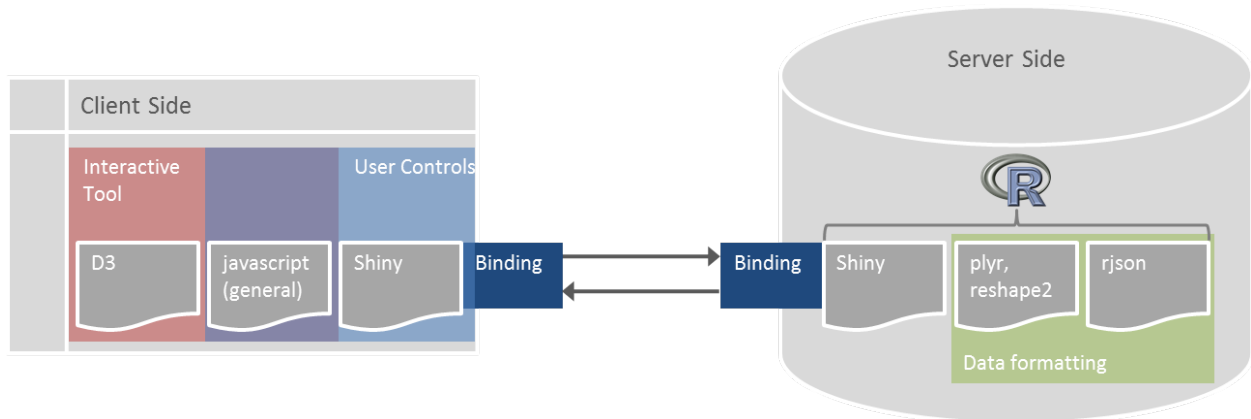 Server Side
Client Side
Interactive
Tool
User Controls
D3
javascript
(general)
Shiny
Binding
Binding
R
Shiny
plyr,
reshape2
rjson
Data formatting